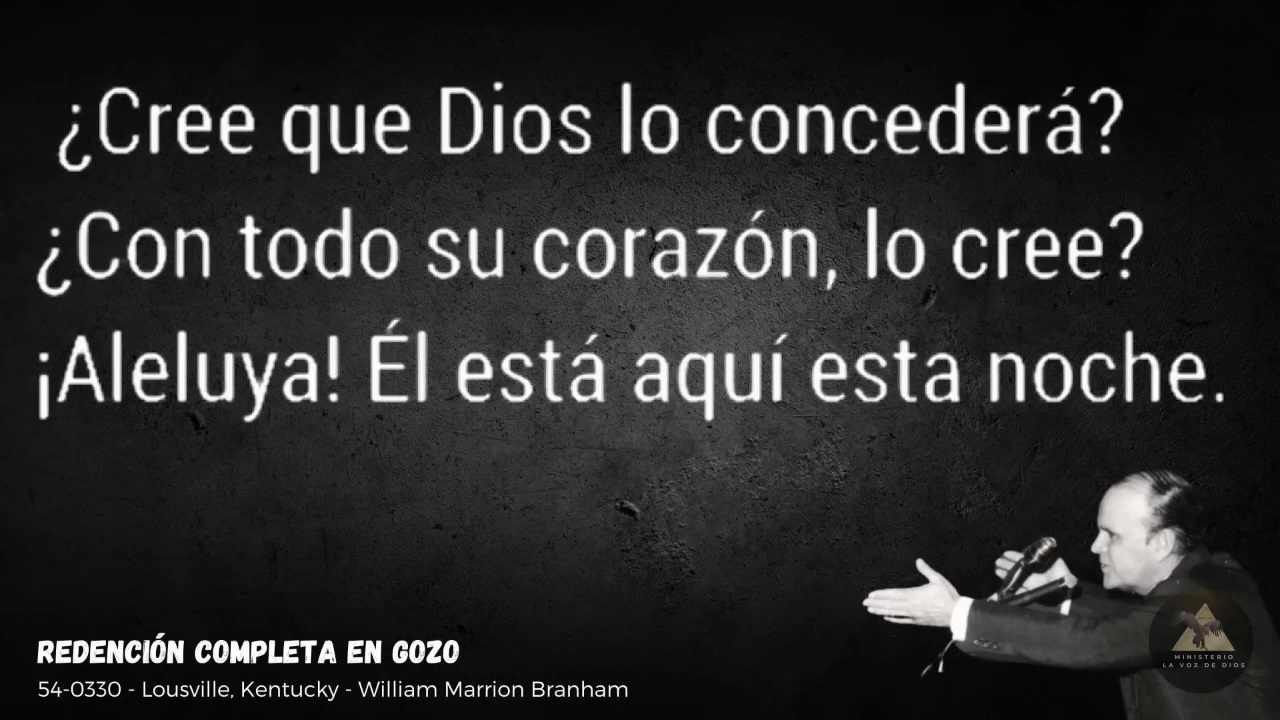 ¿Cree que Dios lo concederá?
¿Con todo su corazón, lo cree?
¡Aleluya! Él está aquí esta noche.
REDENCIÓN COMPLETA EN GOZO
54-0330 - Lousville, Kentucky - William Marrion Branham
MINISTERIO
LA VOZ DE DIOS